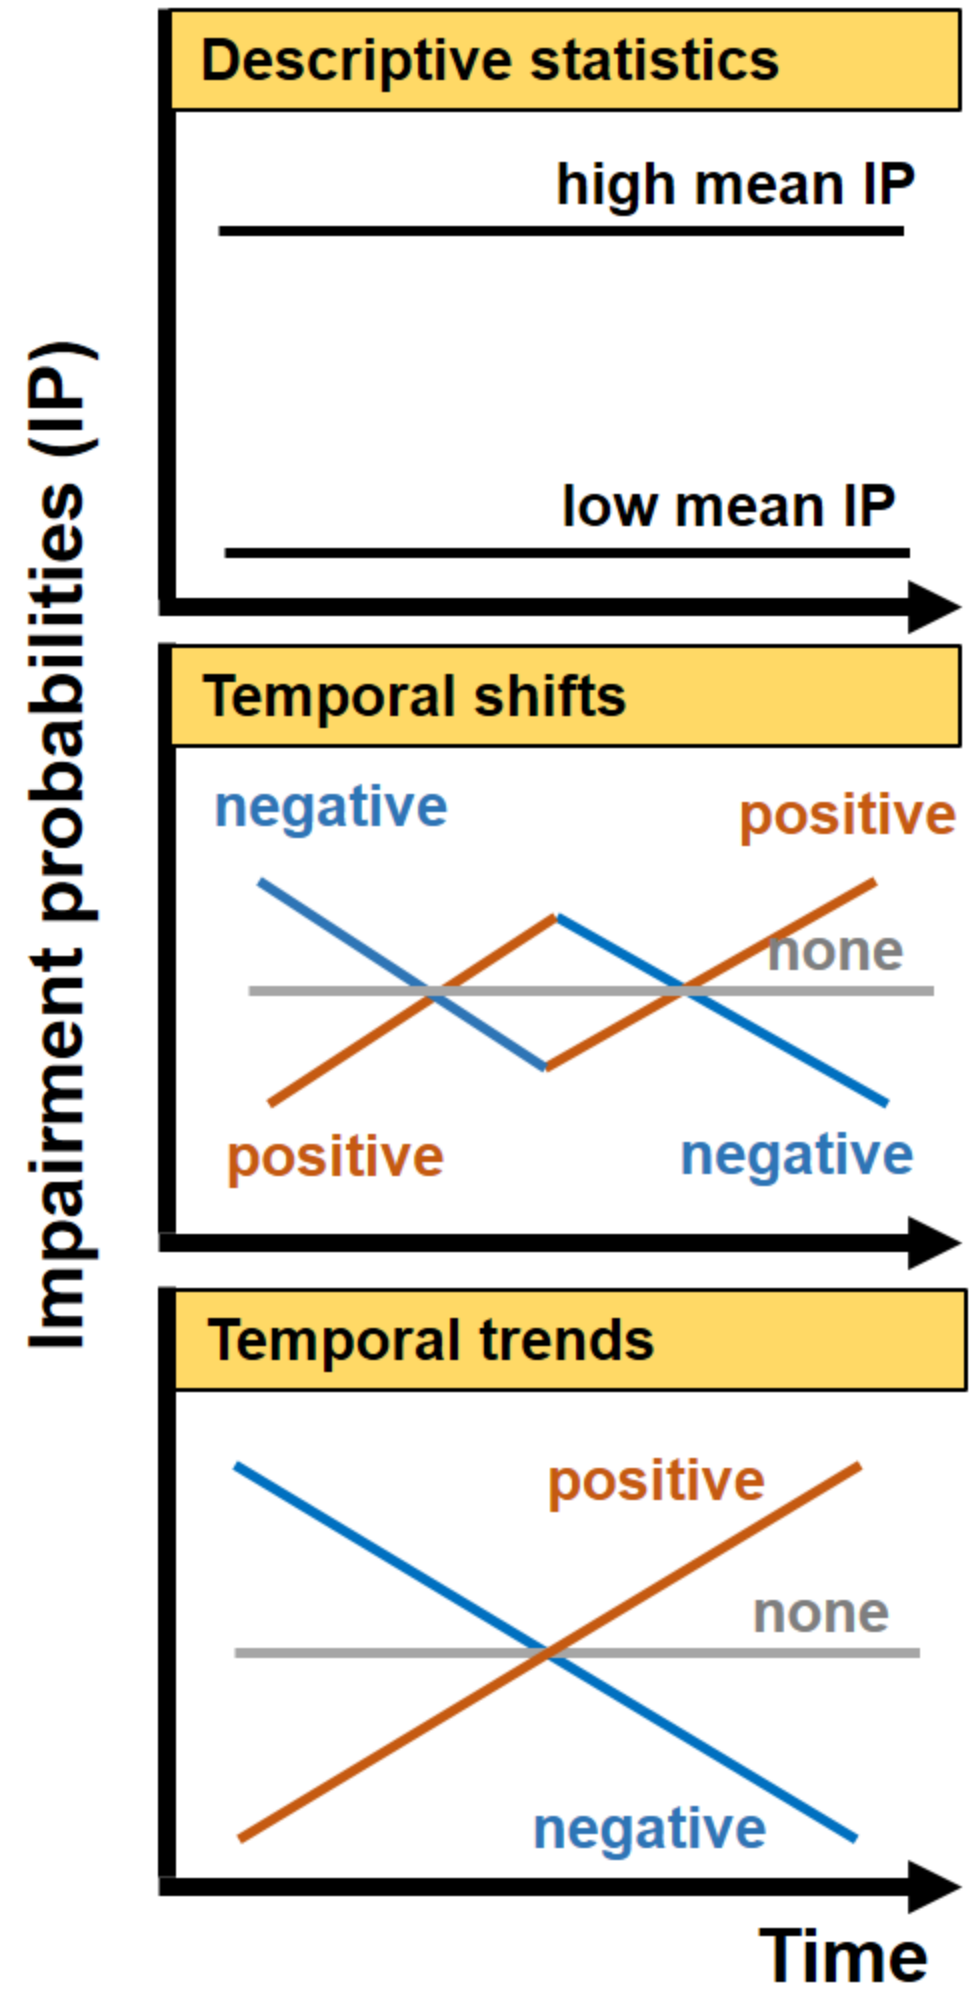 Impairment probabilities (IP)
Descriptive statistics
high mean IP
low mean IP
Temporal shifts
negative
positive
none
positive
negative
Temporal trends
positive
none
negative
Time